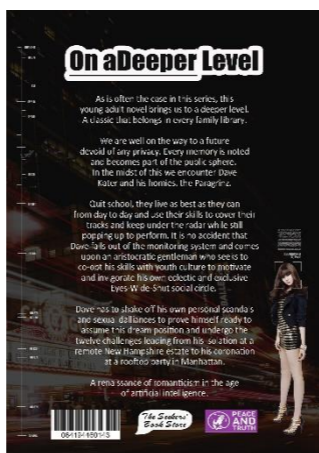 On aDeeper Level
As is often the case in this series, this
young adult novel brings us to a deeper level.
A classic that belongs in every family library.
We are well on the way to a future
devoid of any privacy. Every memory is noted
and becomes part of the public sphere.
In the midst of this we encounter Dave
Kater and his homies, the Paragrinz.
Quit school, they live as best as they can
from day to day and use their skills to cover their
tracks and keep under the radar while still
popping up to perform. It is no accident that
Dave falls out of the monitoring system and comes
upon an aristocratic gentleman who seeks to
co-opt his skills with youth culture to motivate
and invigorate his own eclectic and exclusive
Eyes-Wide-Shut social circle.
Dave has to shake off his own personal scandals
and sexual dalliances to prove himself ready to
assume this dream position and undergo the
twelve challenges leading from his isolation at a
remote New Hampshire estate to his coronation
at a rooftop party in Manhattan.
A renaissance of romanticism in the age
of artificial intelligence.
The Seekers'
Book Store
PEACE
AND
TRUTH